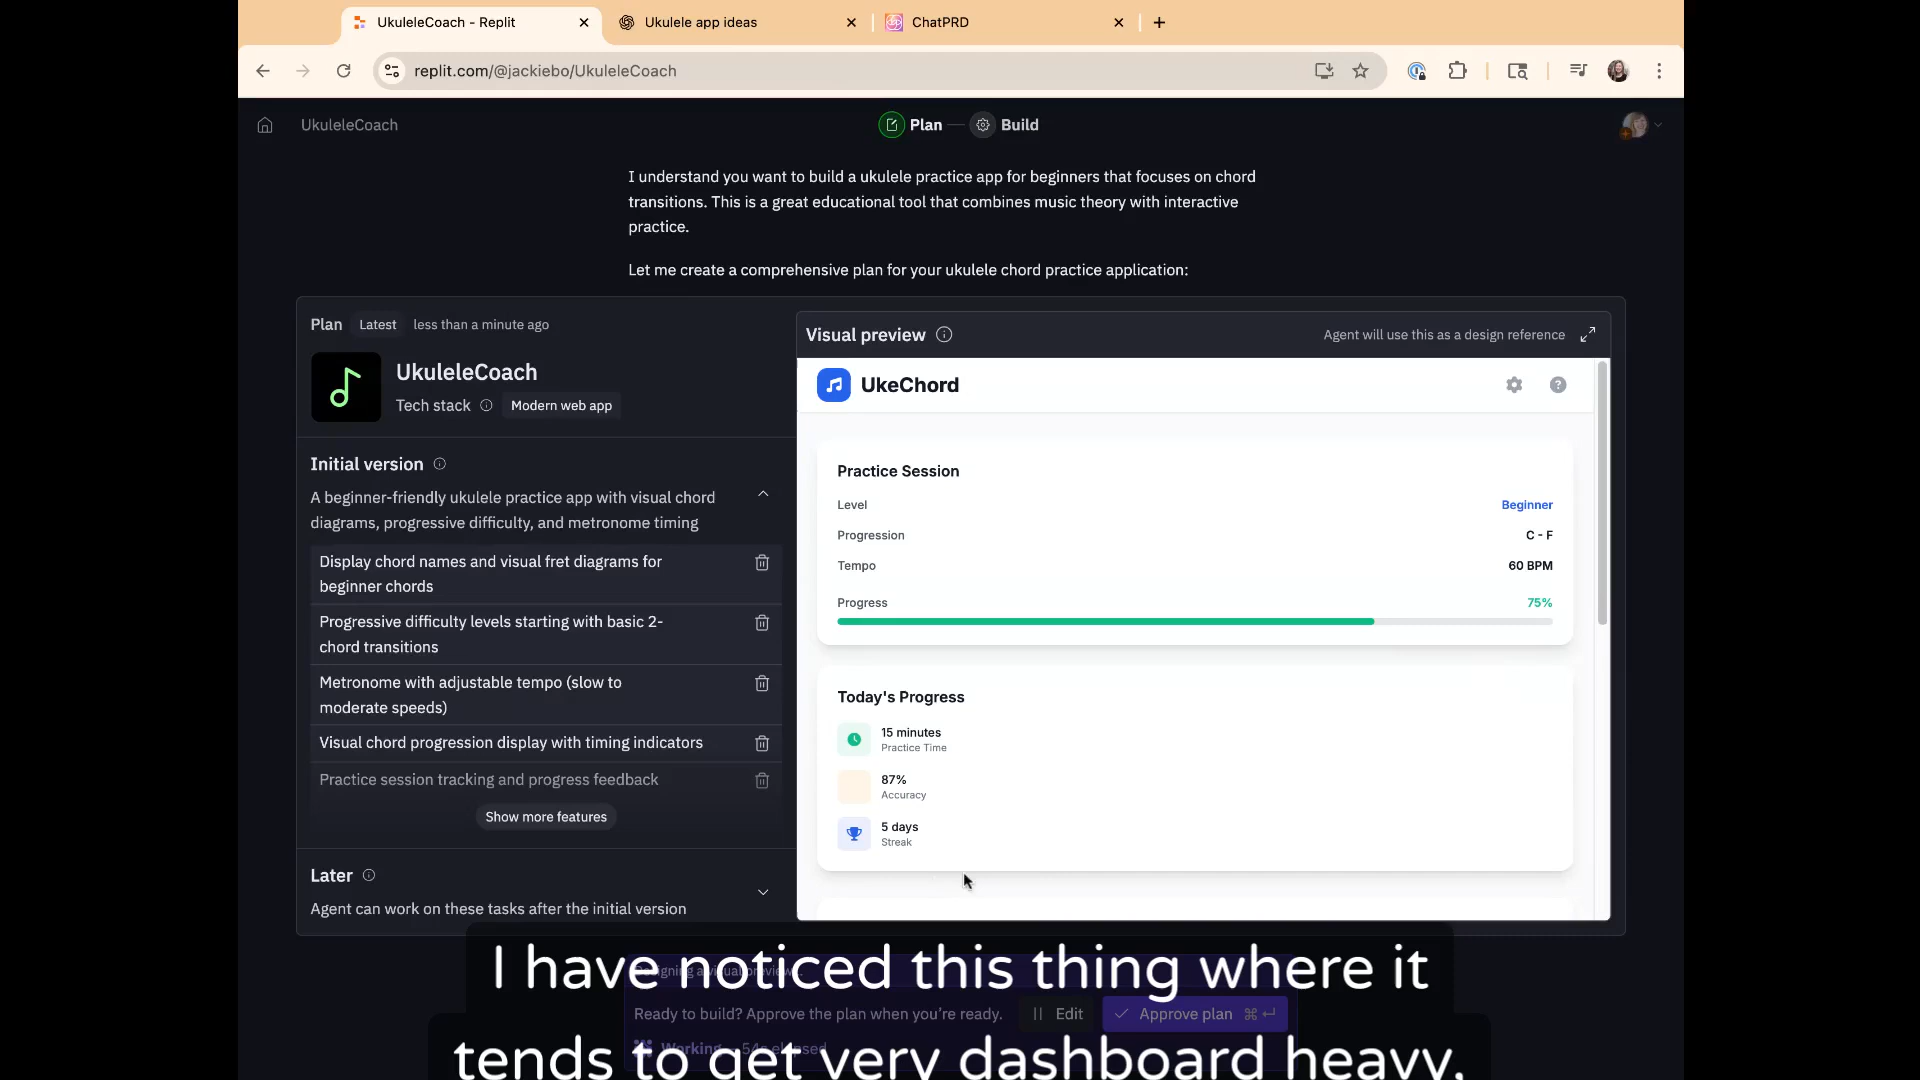 UkuleleCoach - Replit
Ukulele app ideas
ChatPRD
replit.com/@jackiebo/UkuleleCoach
UkuleleCoach
Plan
Build
I understand you want to build a ukulele practice app for beginners that focuses on chord
transitions. This is a great educational tool that combines music theory with interactive
practice.
Let me create a comprehensive plan for your ukulele chord practice application:
Plan Latest less than a minute ago
UkuleleCoach
Tech stack Modern web app
Initial version
A beginner-friendly ukulele practice app with visual chord
diagrams, progressive difficulty, and metronome timing
Display chord names and visual fret diagrams for
beginner chords
Progressive difficulty levels starting with basic 2-
chord transitions
Metronome with adjustable tempo (slow to
moderate speeds)
Visual chord progression display with timing indicators
Practice session tracking and progress feedback
Show more features
Later
Agent can work on these tasks after the initial version
Visual preview
Agent will use this as a design reference
UkeChord
Practice Session
Level Beginner
Progression C - F
Tempo 60 BPM
Progress 75%
Today's Progress
15 minutes
Practice Time
87%
Accuracy
5 days
Streak
I have noticed this thing where it
Ready to build? Approve the plan when you're ready.
Edit
Approve plan
tends to get very dashboard heavy,